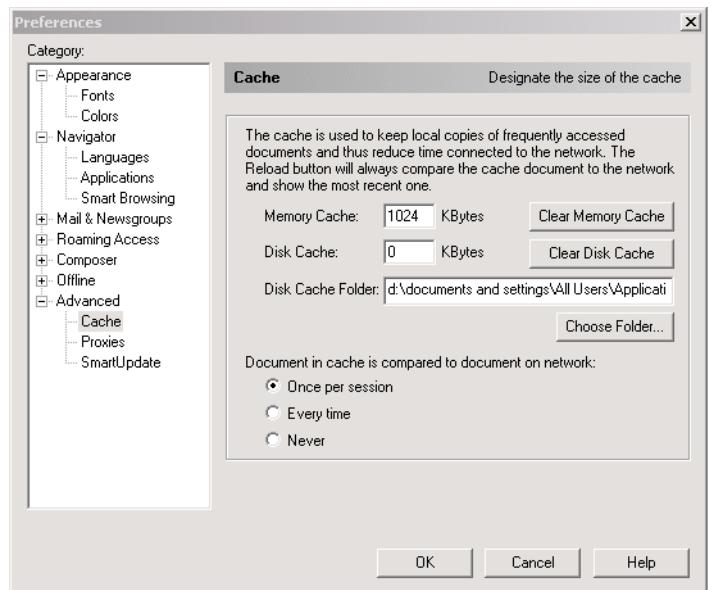 Preferences
Category:
Appearance
Fonts
Colors
Navigator
Languages
Applications
Smart Browsing
Mail & Newsgroups
Roaming Access
Composer
Offline
Advanced
Cache
Proxies
SmartUpdate
Cache Designate the size of the cache
The cache is used to keep local copies of frequently accessed
documents and thus reduce time connected to the network. The
Reload button will always compare the cache document to the network
and show the most recent one.
Memory Cache: 1024 KBytes Clear Memory Cache
Disk Cache: 0 KBytes Clear Disk Cache
Disk Cache Folder: d:\documents and settings\All Users\Applicati
Choose Folder...
Document in cache is compared to document on network:
Once per session
Every time
Never
OK Cancel Help